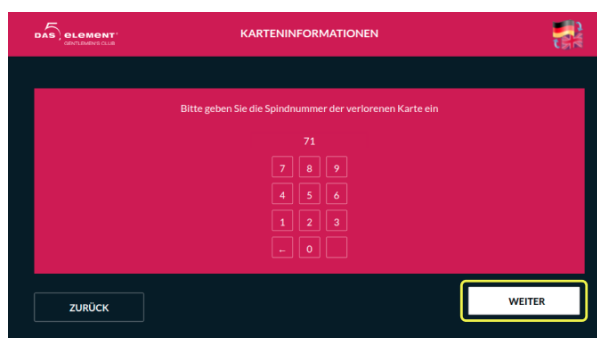 5
DAS element
GENTLEMEN'S CLUB
KARTENINFORMATIONEN
Bitte geben Sie die Spindnummer der verlorenen Karte ein
71
7 8 9
4 5 6
1 2 3
← 0
ZURÜCK
WEITER